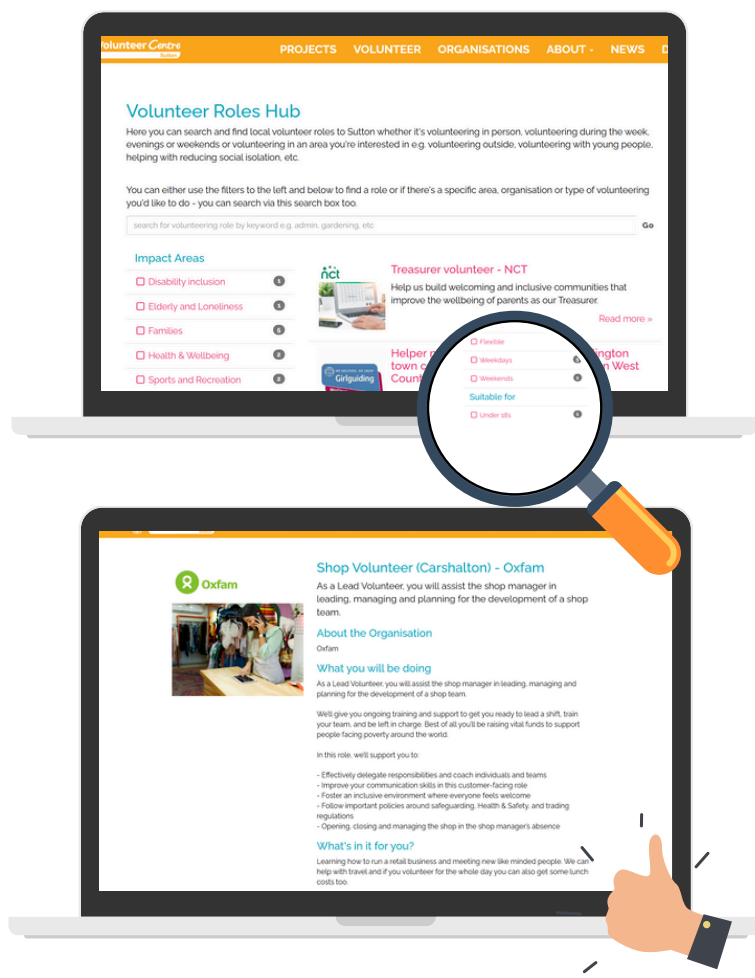 Volunteer Centre
Sutton
PROJECTS VOLUNTEER ORGANISATIONS ABOUT NEWS
Volunteer Roles Hub
Here you can search and find local volunteer roles to Sutton whether it's volunteering in person, volunteering during the week,
evenings or weekends or volunteering in an area you're interested in e.g. volunteering outside, volunteering with young people,
helping with reducing social isolation, etc.
You can either use the filters to the left and below to find a role or if there's a specific area, organisation or type of volunteering
you'd like to do - you can search via this search box too.
search for volunteering role by keyword e.g. admin, gardening, etc
Go
Impact Areas
Disability inclusion 1
Elderly and Loneliness 1
Families 5
Health & Wellbeing 2
Sports and Recreation 2
nct
Treasurer volunteer - NCT
Help us build welcoming and inclusive communities that
improve the wellbeing of parents as our Treasurer.
Read more »
Girlguiding
Helper
town
West
Flexible
Weekdays
Weekends
Suitable for
Under 18s
Oxfam
Shop Volunteer (Carshalton) - Oxfam
As a Lead Volunteer, you will assist the shop manager in
leading, managing and planning for the development of a shop
team.
About the Organisation
Oxfam
What you will be doing
As a Lead Volunteer, you will assist the shop manager in leading, managing and
planning for the development of a shop team.
We'll give you ongoing training and support to get you ready to lead a shift, train
your team, and be left in charge. Best of all you'll be raising vital funds to support
people facing poverty around the world.
In this role, we'll support you to:
- Effectively delegate responsibilities and coach individuals and teams
- Improve your communication skills in this customer-facing role
- Foster an inclusive environment where everyone feels welcome
- Follow important policies around safeguarding, Health & Safety, and trading
regulations
- Opening, closing and managing the shop in the shop manager's absence
What's in it for you?
Learning how to run a retail business and meeting new like minded people. We can
help with travel and if you volunteer for the whole day you can also get some lunch
costs too.